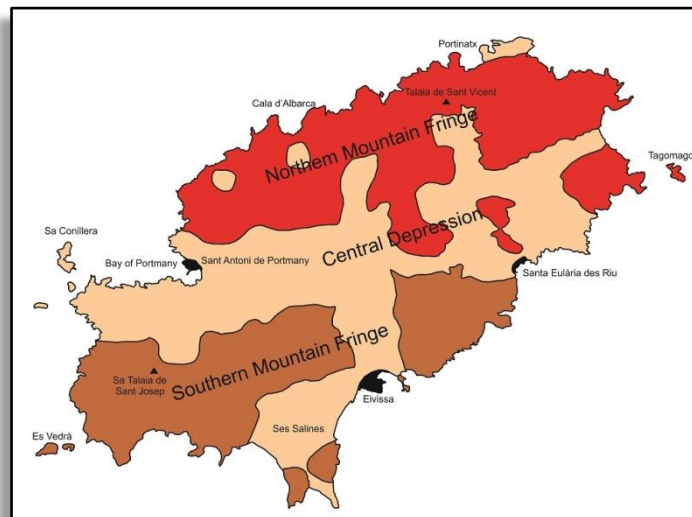 Portinatx
Talaia de Sant Vicent
Cala d'Albarca
Northern Mountain Fringe
Tagomago
Sa Conillera
Central Depression
Bay of Portmany
Sant Antoni de Portmany
Santa Eulària des Riu
Southern Mountain Fringe
Sa Talaia de
Sant Josep
Eivissa
Ses Salines
Es Vedrà